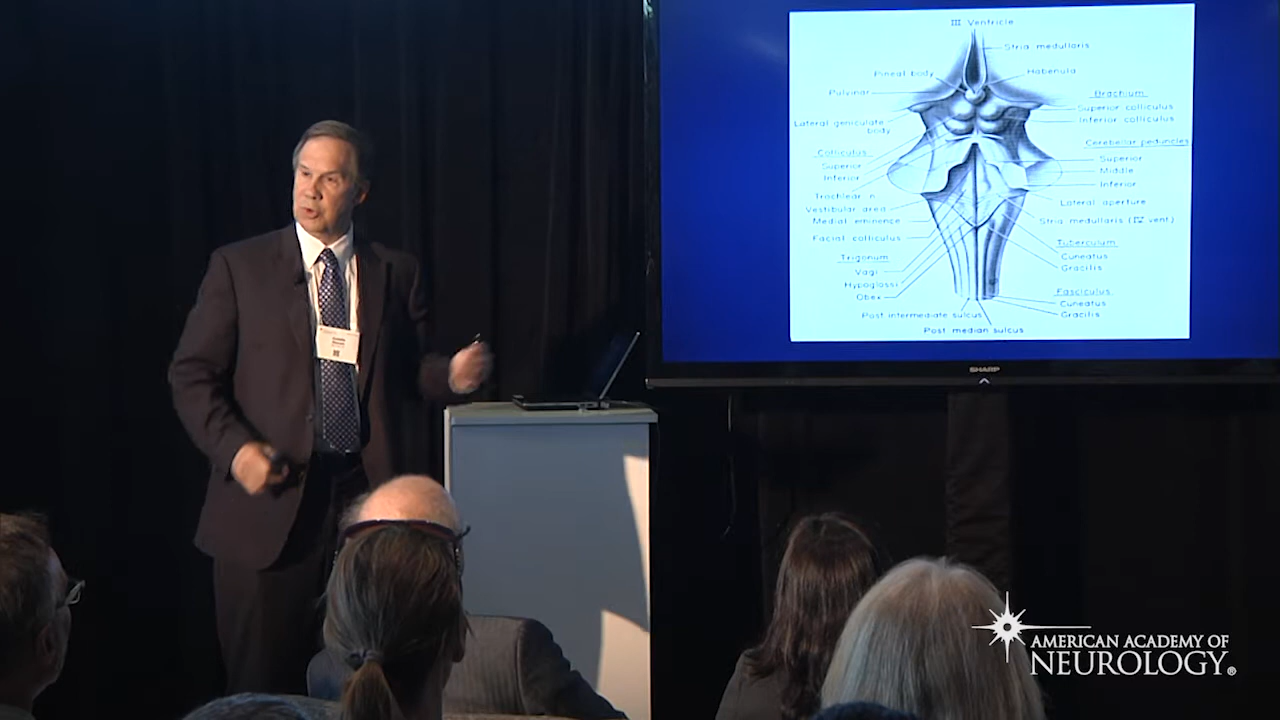 III Ventricle
Stria medullaris
Pineal body
Habenula
Pulvinar
Brachium
Superior colliculus
Lateral geniculate
body
Inferior colliculus
Cerebellar peduncles
Colliculus
Superior
Superior
Middle
Inferior
Inferior
Trochlear n
Lateral aperture
Vestibular area
Medial eminence
Stria medullaris (IV vent.)
Facial colliculus
Tuberculum
Trigonum
Cuneatus
Vagi
Gracilis
Hypoglossi
Fasciculus
Obex
Cuneatus
Post intermediate sulcus
Gracilis
Post median sulcus
SHARP
AMERICAN ACADEMY OF
NEUROLOGY®